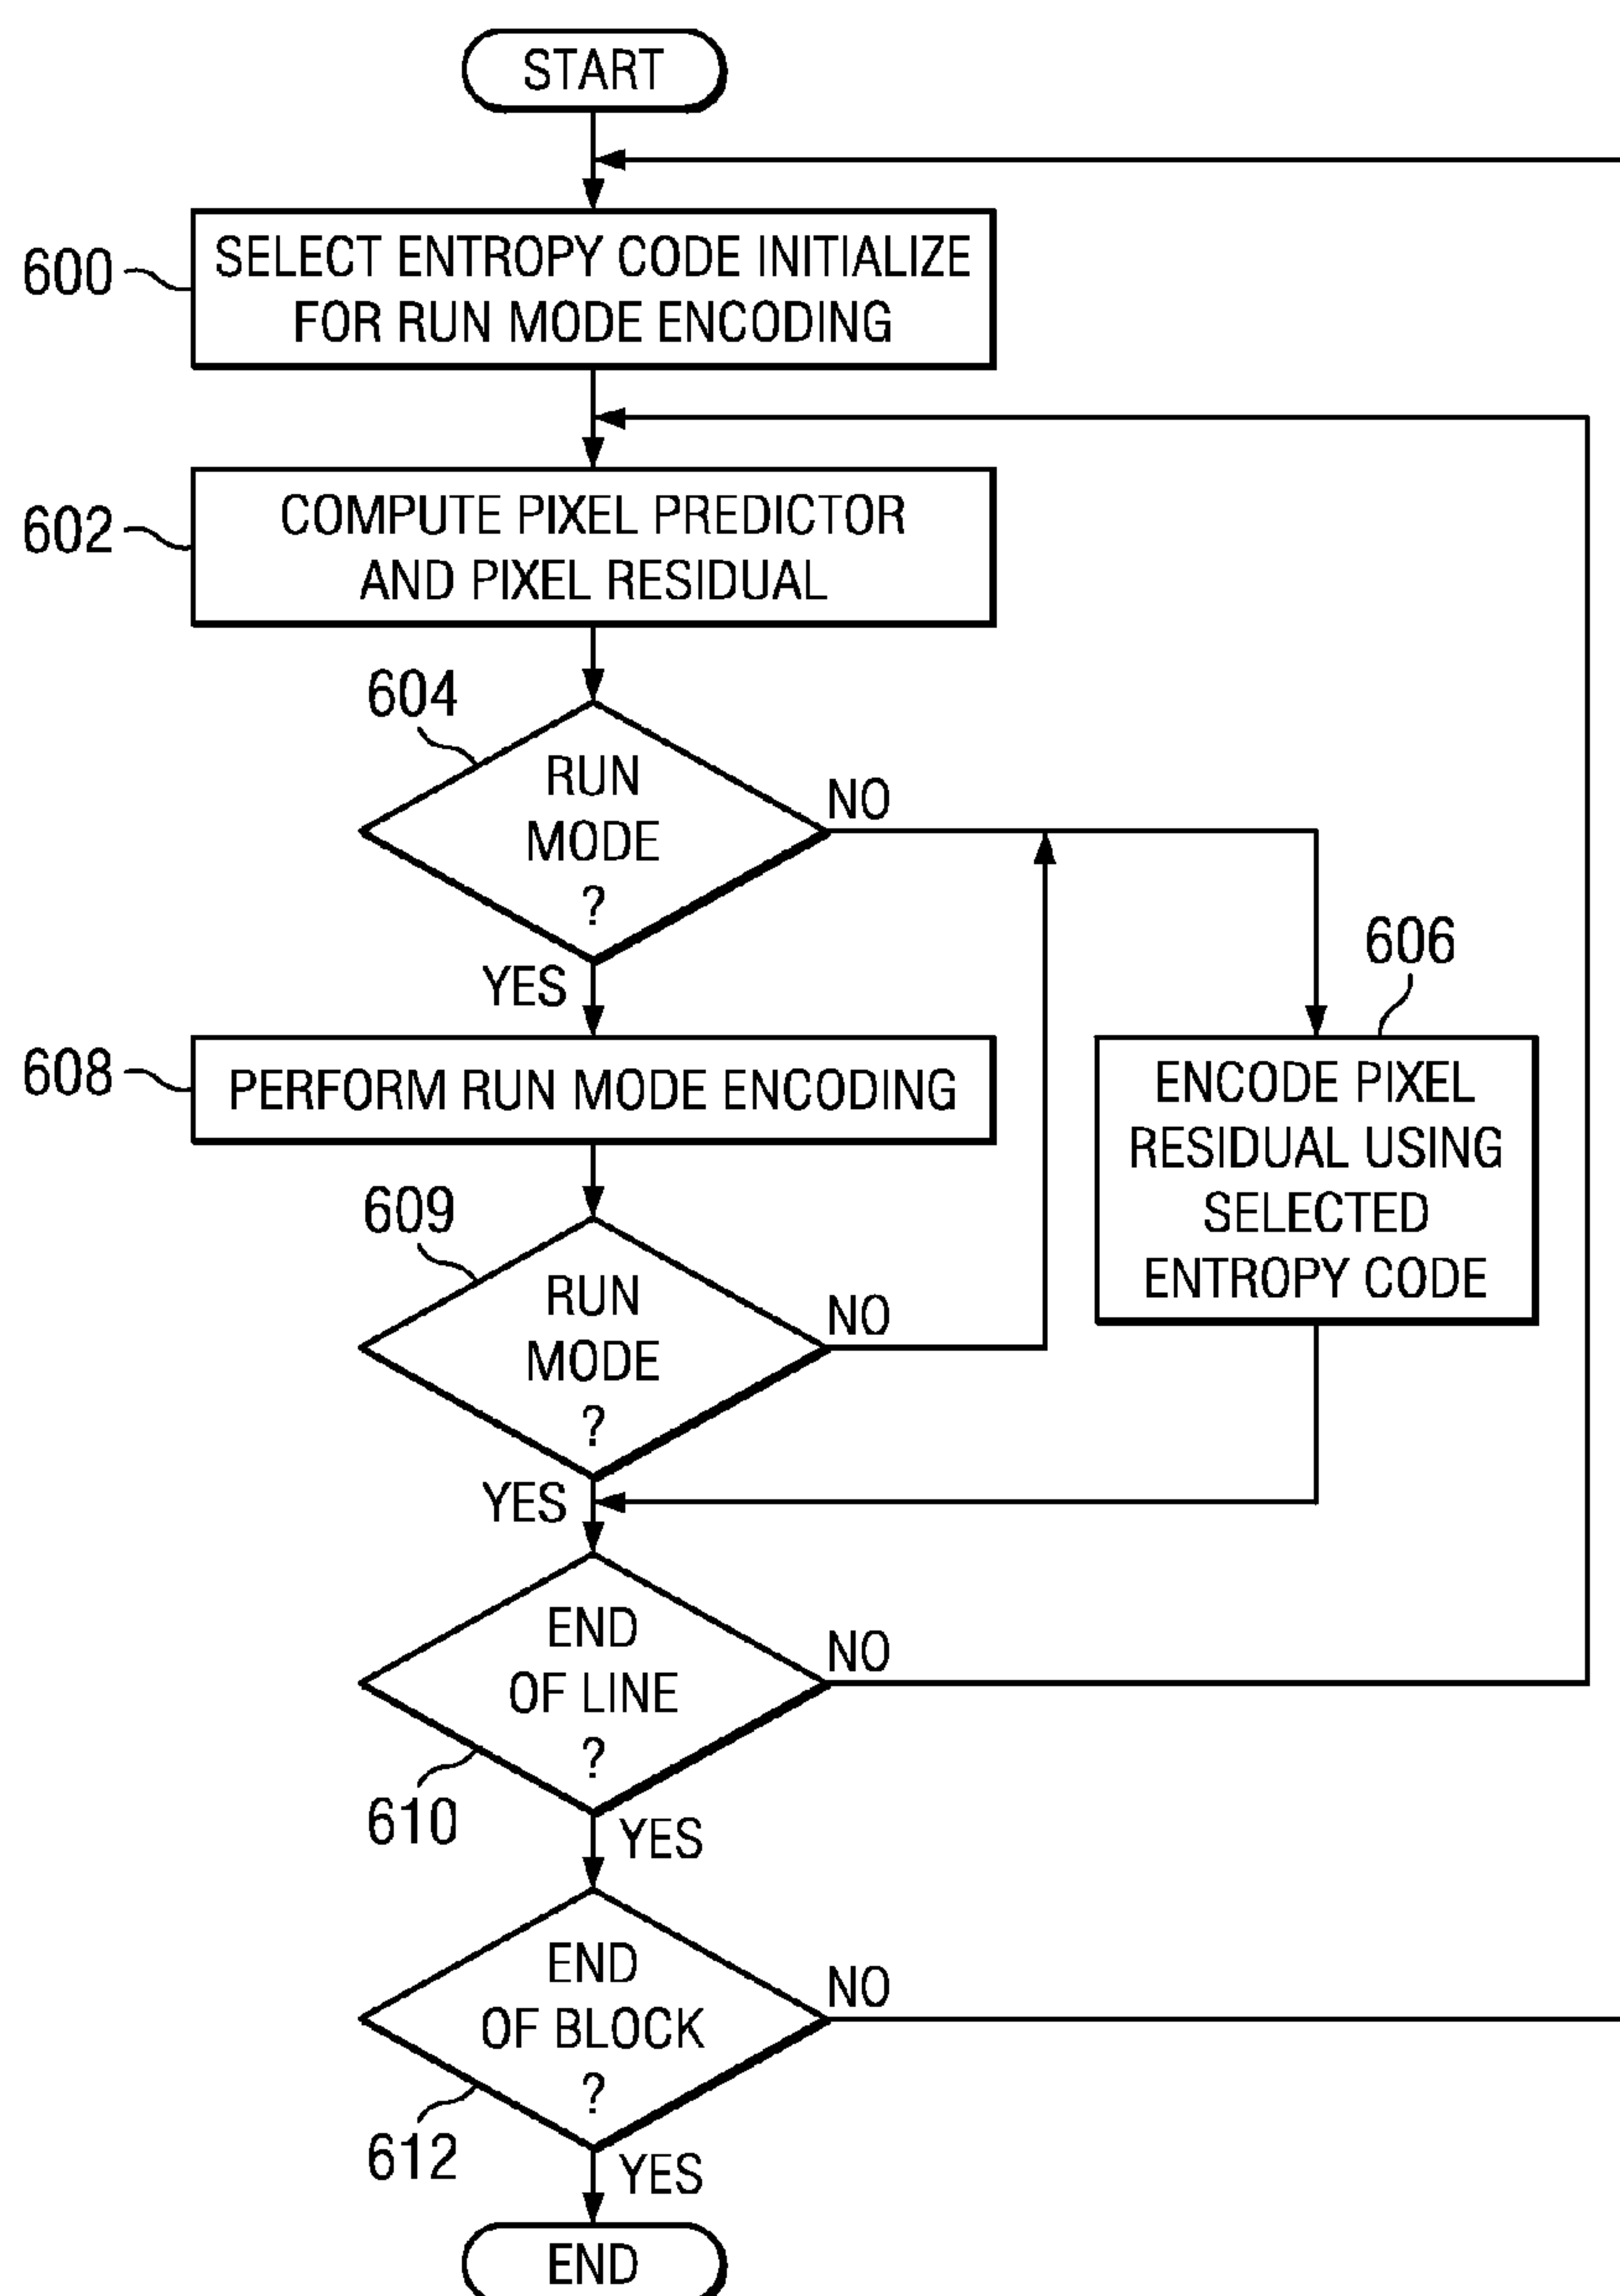 START
600
SELECT ENTROPY CODE INITIALIZE
FOR RUN MODE ENCODING
602
COMPUTE PIXEL PREDICTOR
AND PIXEL RESIDUAL
604
RUN
MODE
?
NO
YES
606
ENCODE PIXEL
RESIDUAL USING
SELECTED
ENTROPY CODE
608
PERFORM RUN MODE ENCODING
609
RUN
MODE
?
NO
YES
END
OF LINE
?
NO
610
YES
END
OF BLOCK
?
NO
612
YES
END